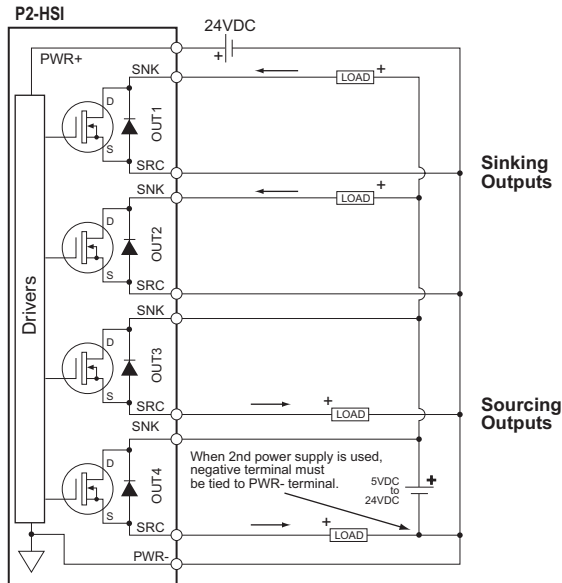 P2-HSI
24VDC
+
PWR+
SNK
LOAD
+
D
S
OUT1
SRC
Sinking
Outputs
SNK
LOAD
+
D
S
OUT2
SRC
Drivers
SNK
D
S
OUT3
SRC
+
LOAD
Sourcing
Outputs
SNK
When 2nd power supply is used,
negative terminal must
be tied to PWR- terminal.
5VDC
to
24VDC
+
D
S
OUT4
SRC
+
LOAD
PWR-